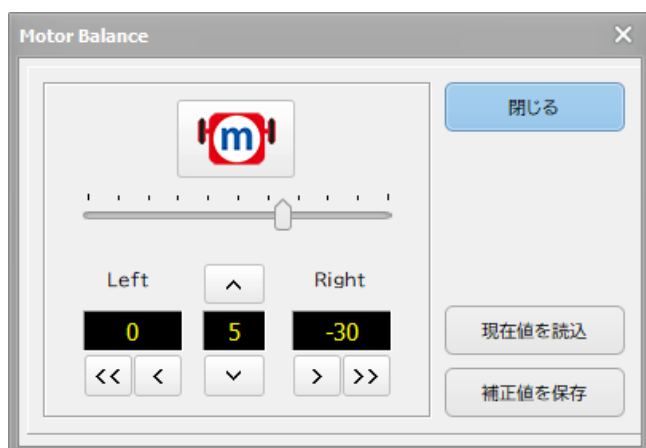 Motor Balance
閉じる
m
Left
Right
0
5
-30
<< <
> >>
現在値を読込
補正値を保存